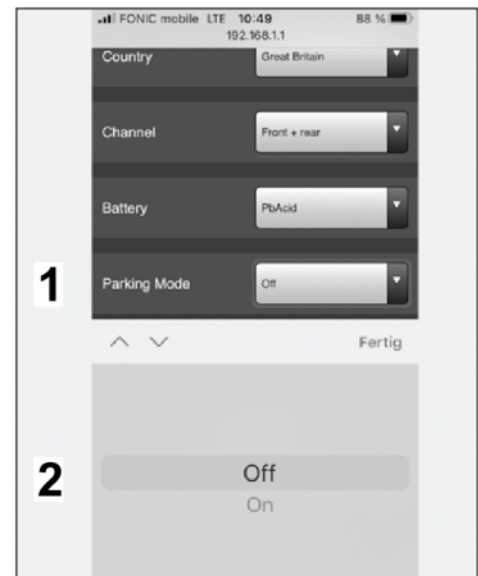 FONIC mobile LTE 10:49 88 %
192.168.1.1
Country Great Britain
Channel Front + rear
Battery PbAcid
1 Parking Mode Off
Fertig
2 Off
On